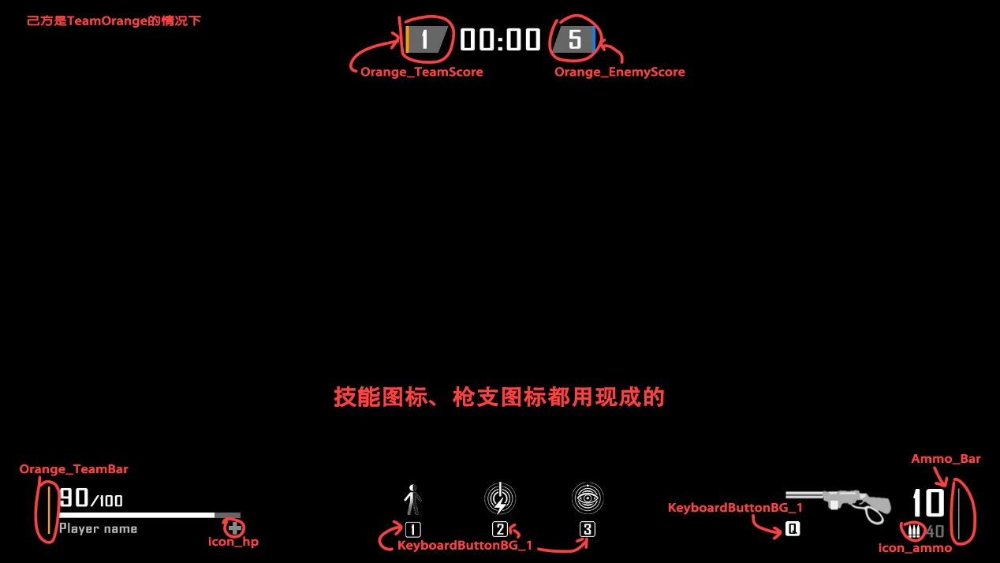 己方是TeamOrange的情况下
1 00:00 5
Orange_TeamScore
Orange_EnemyScore
技能图标、枪支图标都用现成的
Orange_TeamBar
90/100
Player name
icon_hp
1 2 3
KeyboardButtonBG_1
KeyboardButtonBG_1
Q
Ammo_Bar
10
40
icon_ammo